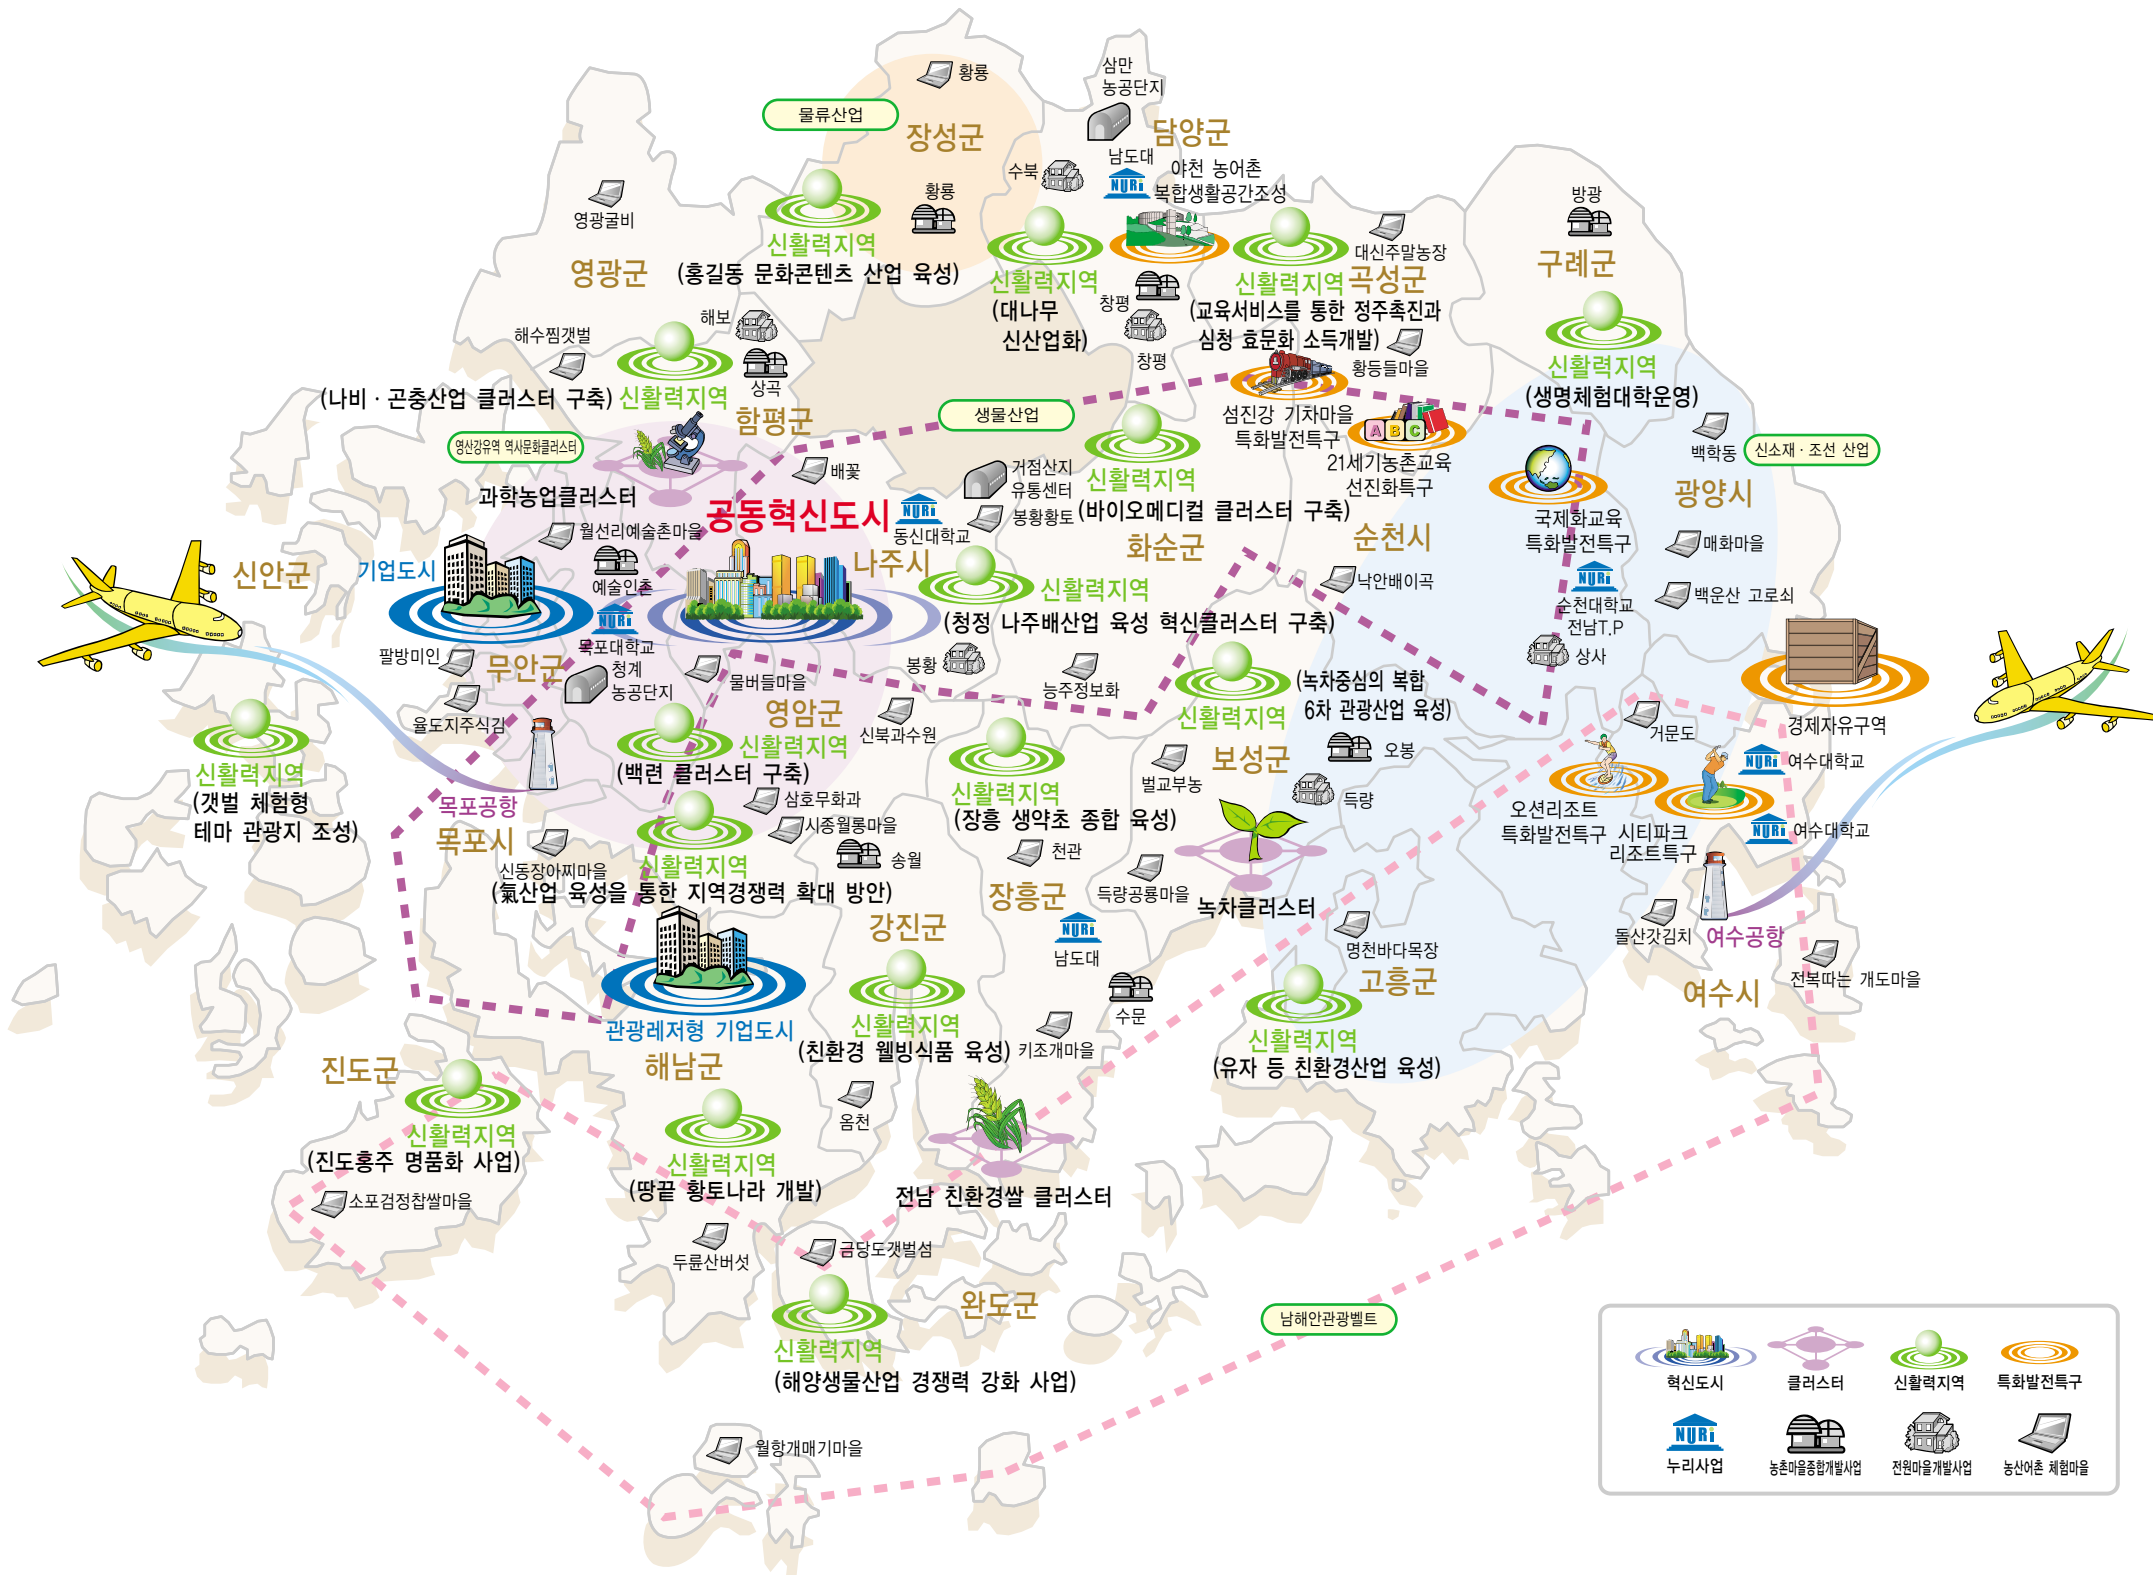 황룡
삼만
농공단지
물류산업
장성군
담양군
남도대
야천 농어촌
복합생활공간조성
수북
NURi
영광굴비
황룡
방광
신활력지역
(홍길동 문화콘텐츠 산업 육성)
영광군
신활력지역
(대나무
신산업화)
신활력지역
대신주말농장
곡성군
(교육서비스를 통한 정주촉진과
심청 효문화 소득개발)
구례군
창평
창평
황등들마을
신활력지역
(생명체험대학운영)
해보
해수찜갯벌
상곡
(나비 · 곤충산업 클러스터 구축)
신활력지역
함평군
생물산업
섬진강 기차마을
특화발전특구
A B C
21세기농촌교육
선진화특구
백학동
신소재 · 조선 산업
영산강유역 역사문화클러스터
과학농업클러스터
배꽃
거점산지
유통센터
신활력지역
(바이오메디컬 클러스터 구축)
광양시
공동혁신도시
NURi
동신대학교
봉황황토
국제화교육
특화발전특구
월선리예술촌마을
화순군
순천시
매화마을
신안군
기업도시
예술인촌
나주시
신활력지역
(청정 나주배산업 육성 혁신클러스터 구축)
낙안배이곡
NURi
순천대학교
전남T.P
백운산 고로쇠
NURi
목포대학교
팔방미인
무안군
청계
농공단지
물버들마을
봉황
능주정보화
상사
율도지주식김
영암군
신북과수원
신활력지역
(녹차중심의 복합
6차 관광산업 육성)
거문도
경제자유구역
신활력지역
(갯벌 체험형
테마 관광지 조성)
신활력지역
(백련 클러스터 구축)
보성군
오봉
벌교부농
득량
NURi
여수대학교
목포공항
목포시
삼호무화과
시종월롱마을
신활력지역
(장흥 생약초 종합 육성)
오션리조트
특화발전특구
시티파크
리조트특구
NURi
여수대학교
신동장아찌마을
신활력지역
(氣산업 육성을 통한 지역경쟁력 확대 방안)
송월
천관
장흥군
득량공룡마을
녹차클러스터
강진군
NURi
남도대
명천바다목장
고흥군
돌산갓김치
여수공항
전복따는 개도마을
여수시
관광레저형 기업도시
신활력지역
(친환경 웰빙식품 육성)
수문
키조개마을
신활력지역
(유자 등 친환경산업 육성)
진도군
해남군
옴천
신활력지역
(진도홍주 명품화 사업)
신활력지역
(땅끝 황토나라 개발)
전남 친환경쌀 클러스터
소포검정찹쌀마을
두륜산버섯
금당도갯벌섬
완도군
남해안관광벨트
신활력지역
(해양생물산업 경쟁력 강화 사업)
월항개매기마을
혁신도시
클러스터
신활력지역
특화발전특구
NURi
누리사업
농촌마을종합개발사업
전원마을개발사업
농산어촌 체험마을